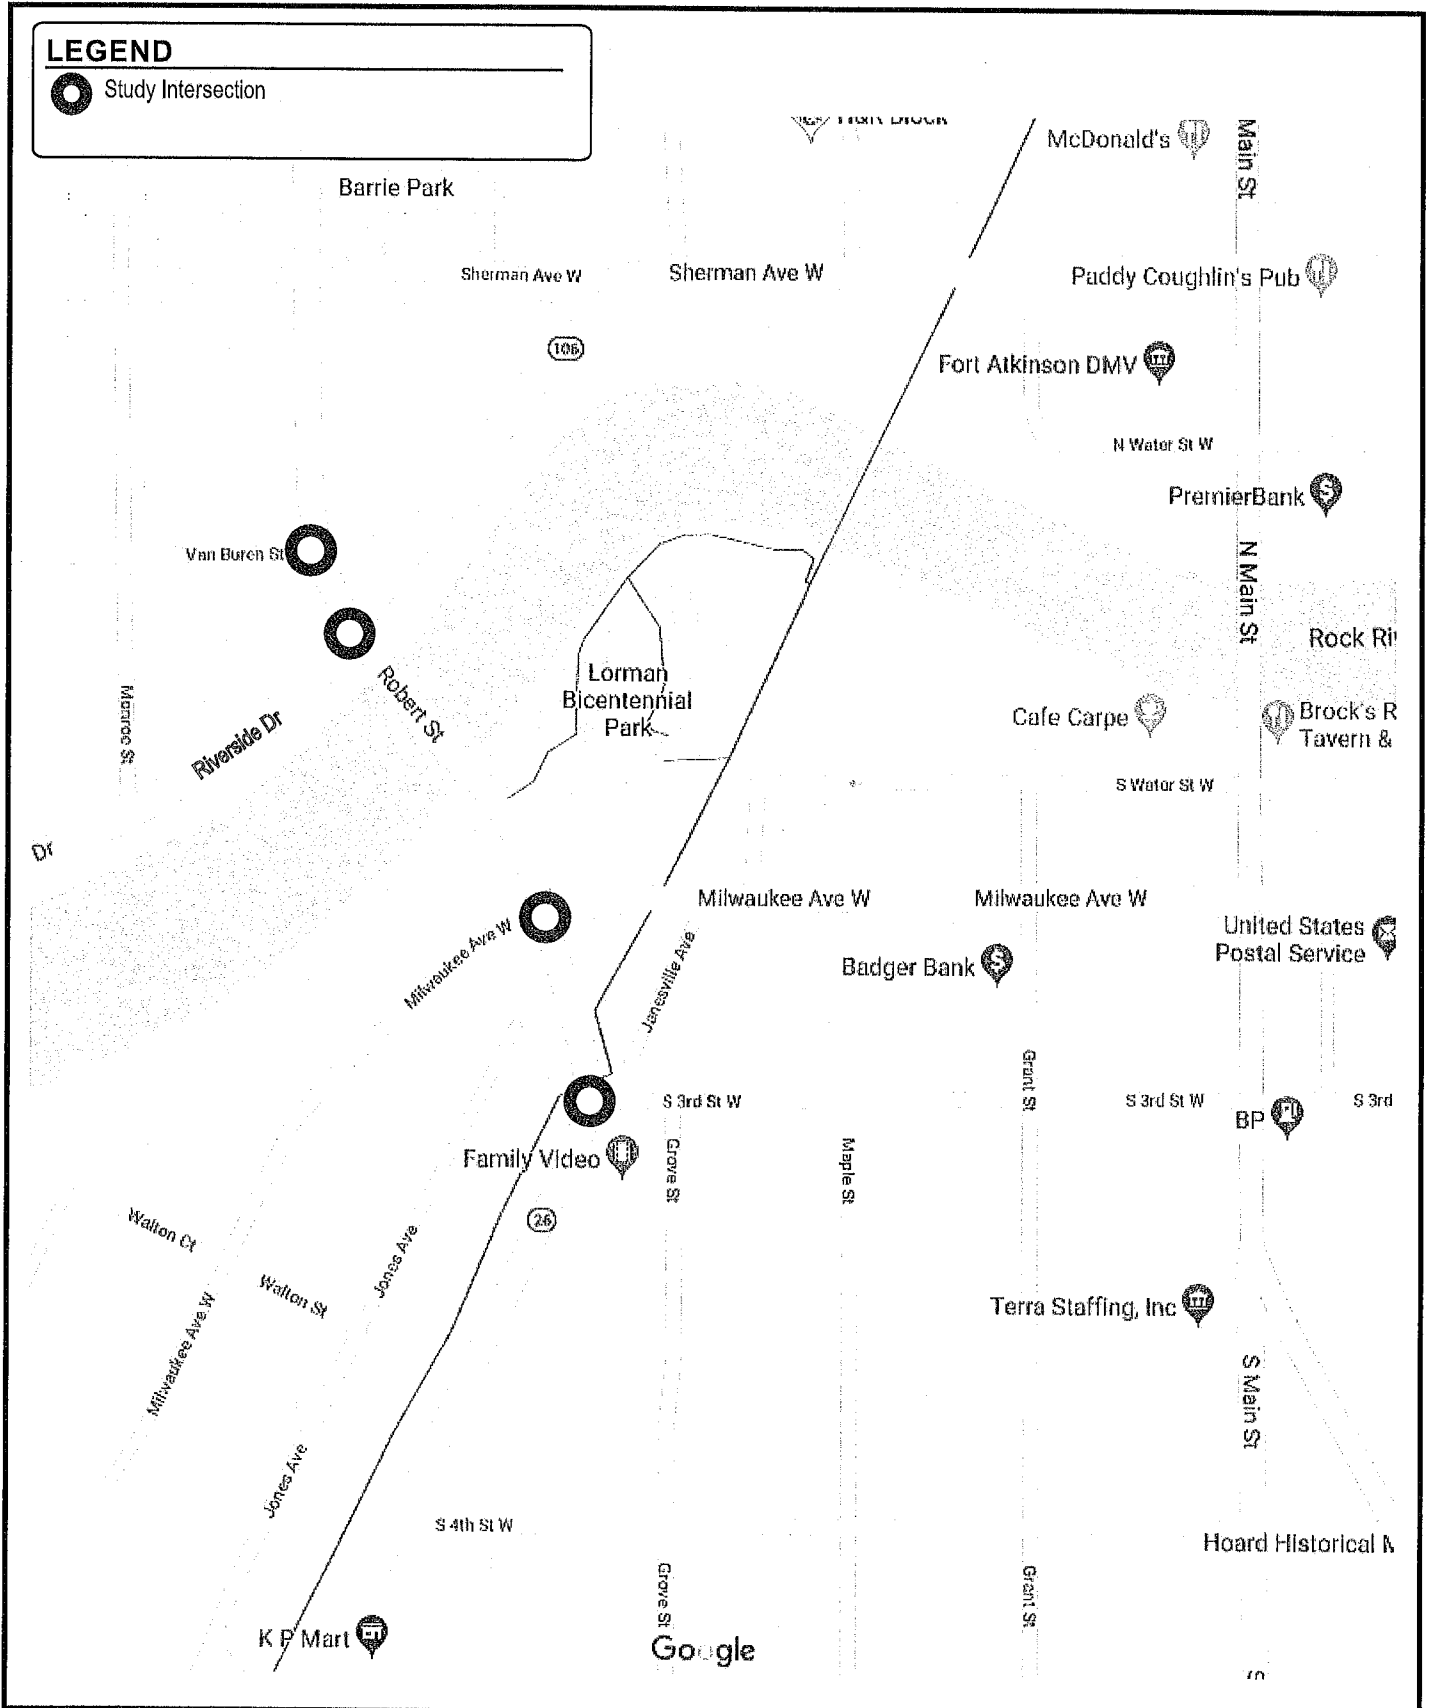 LEGEND
Study Intersection
H&R Block
McDonald's
Main St
Barrie Park
Sherman Ave W
Sherman Ave W
Paddy Coughlin's Pub
106
Fort Atkinson DMV
N Water St W
PremierBank
Van Buren St
N Main St
Rock Ri
Robert St
Lorman
Bicentennial
Park
Monroe St
Riverside Dr
Cafe Carpe
Brock's R
Tavern &
S Water St W
Dr
Milwaukee Ave W
Milwaukee Ave W
Milwaukee Ave W
United States
Postal Service
Janesville Ave
Badger Bank
Grant St
S 3rd St W
S 3rd St W
S 3rd
BP
Family Video
Grove St
Maple St
26
Walton Ct
Jones Ave
Walton St
Terra Staffing, Inc
Milwaukee Ave W
S Main St
Jones Ave
S 4th St W
Hoard Historical
Grove St
Grant St
K P Mart
Google
S